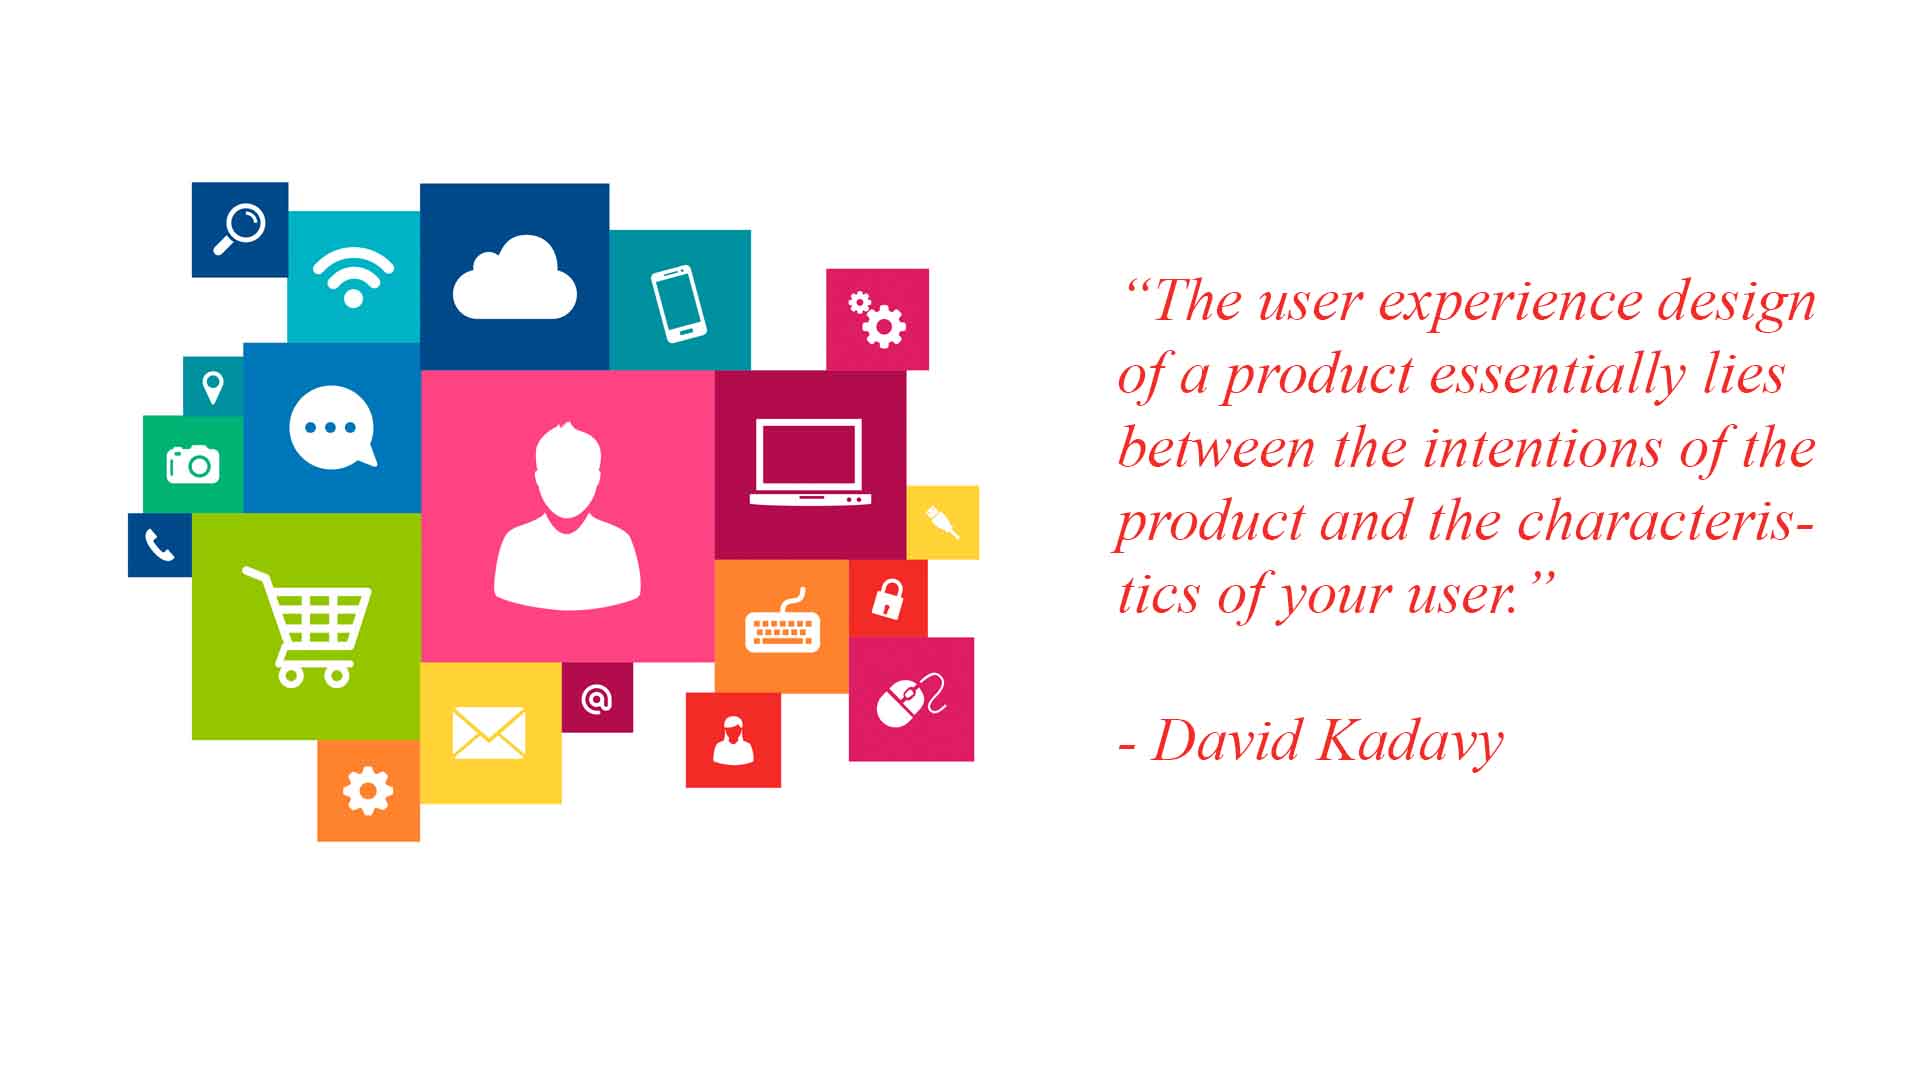 “The user experience design
of a product essentially lies
between the intentions of the
product and the characteris-
tics of your user.”
- David Kadavy